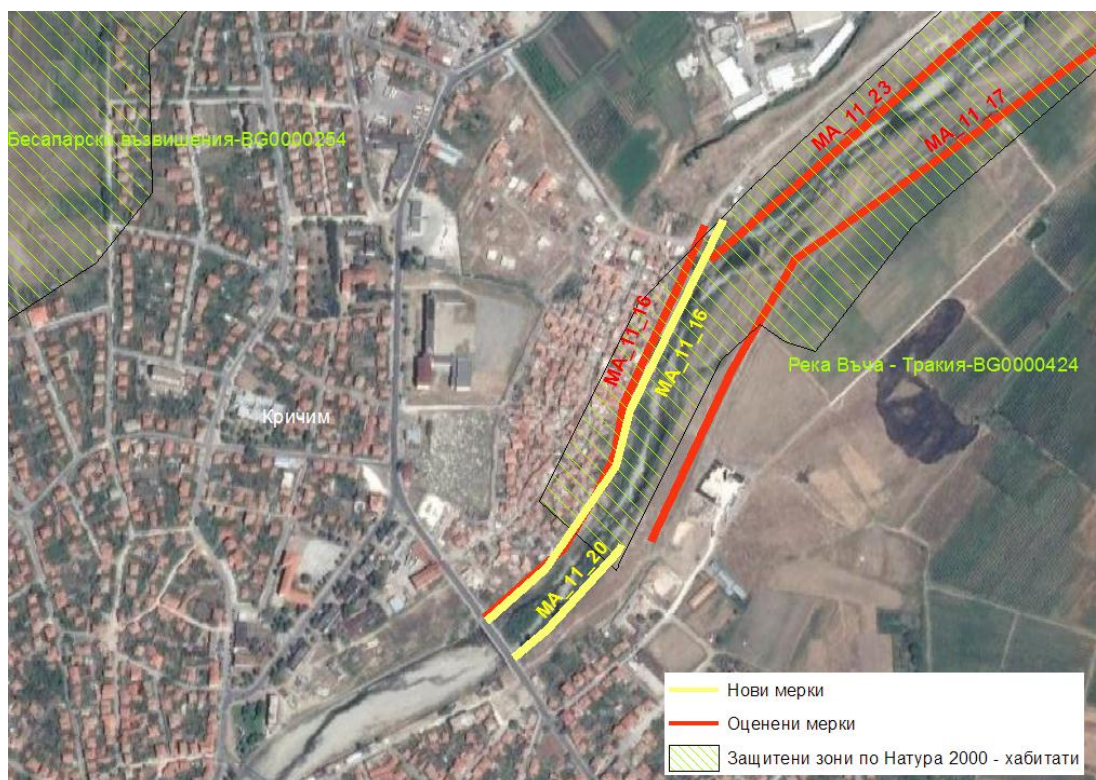 MA_11_23
MA_11_17
Бесапарски възвишения-BG0000254
MA_11_16
MA_11_16
Река Въча - Тракия-BG0000424
Кричим
MA_11_20
Нови мерки
Оценени мерки
Защитени зони по Натура 2000 - хабитати